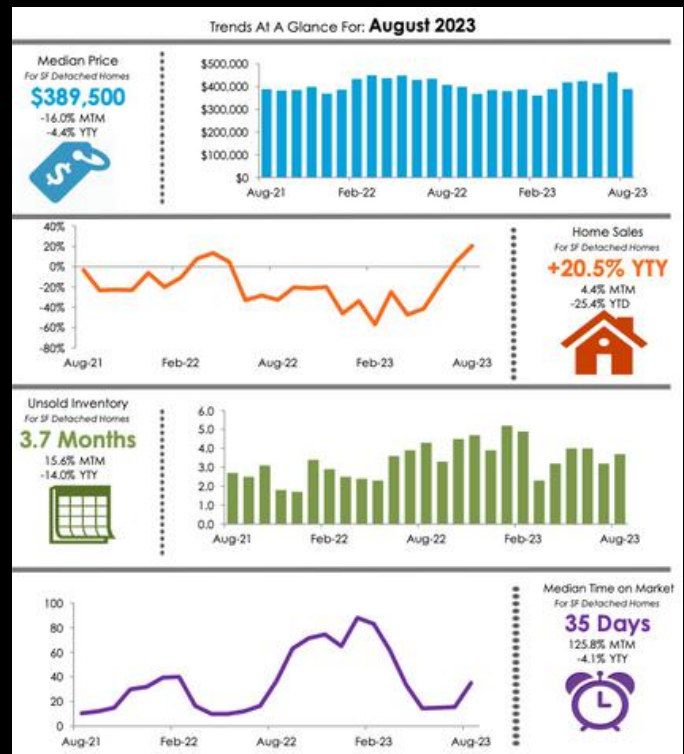 Trends At A Glance For: August 2023
Median Price
For SF Detached Homes
$389,500
-16.0% MTM
-4.4% YTY
$
$500,000
$400,000
$300,000
$200,000
$100,000
$0
Aug-21 Feb-22 Aug-22 Feb-23 Aug-23
40%
20%
0%
-20%
-40%
-60%
-80%
Aug-21 Feb-22 Aug-22 Feb-23 Aug-23
Home Sales
For SF Detached Homes
+20.5% YTY
4.4% MTM
-25.4% YTD
Unsold Inventory
For SF Detached Homes
3.7 Months
15.6% MTM
-14.0% YTY
6.0
5.0
4.0
3.0
2.0
1.0
0.0
Aug-21 Feb-22 Aug-22 Feb-23 Aug-23
100
80
60
40
20
0
Aug-21 Feb-22 Aug-22 Feb-23 Aug-23
Median Time on Market
For SF Detached Homes
35 Days
125.8% MTM
-4.1% YTY